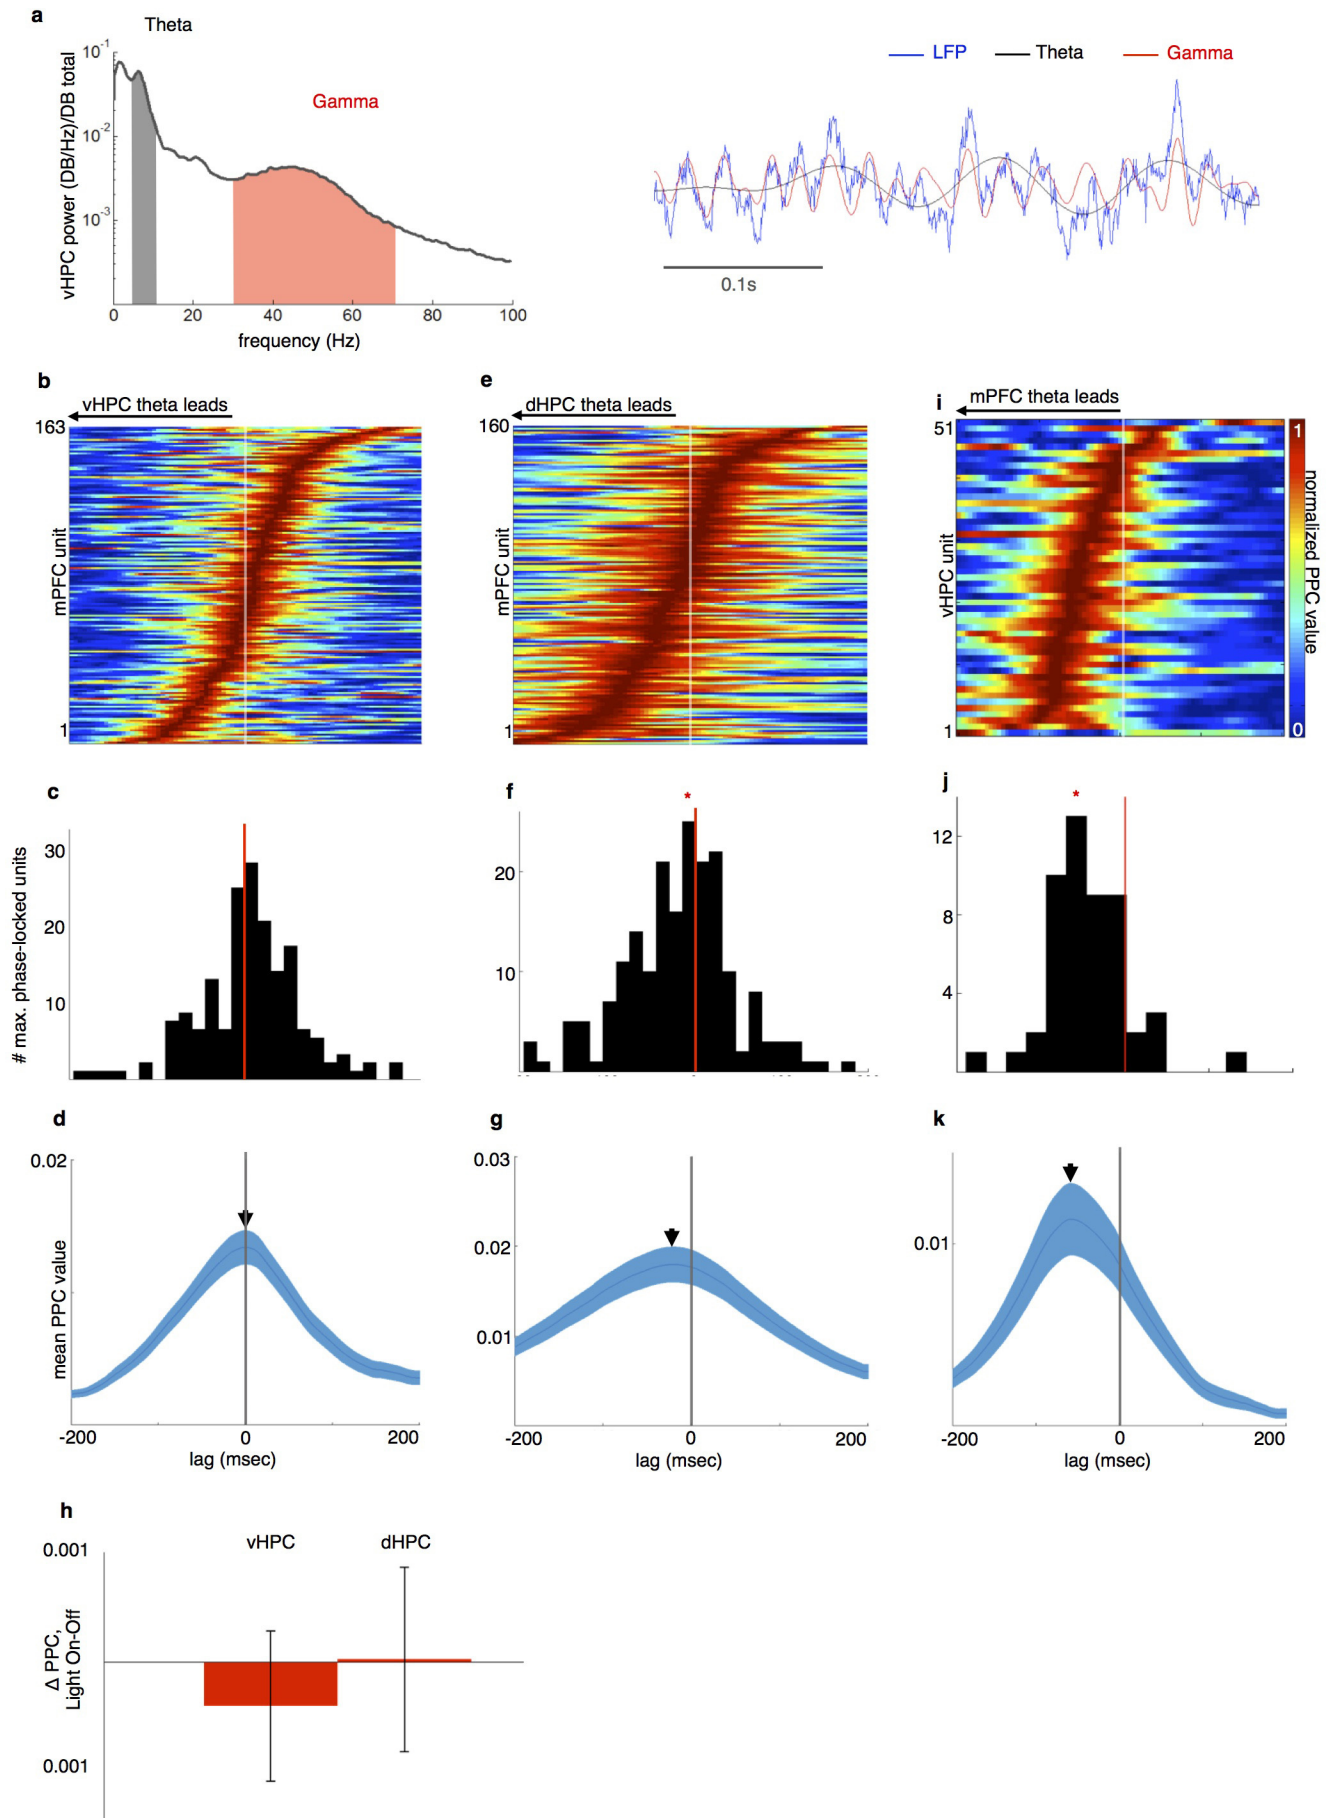 a
Theta
LFP
Theta
Gamma
10-1
Gamma
10-2
10-3
vHPC power (DB/Hz)/DB total
0
20
40
60
80
100
frequency (Hz)
0.1s
b
e
i
vHPC theta leads
dHPC theta leads
mPFC theta leads
163
mPFC unit
1
160
mPFC unit
1
51
vHPC unit
1
1
normalized PPC value
0
c
f
j
*
*
# max. phase-locked units
30
20
10
20
10
12
8
4
d
g
k
0.02
mean PPC value
0.03
0.02
0.01
0.01
-200
0
200
-200
0
200
-200
0
200
lag (msec)
lag (msec)
lag (msec)
h
vHPC
dHPC
0.001
Δ PPC,
Light On-Off
0.001